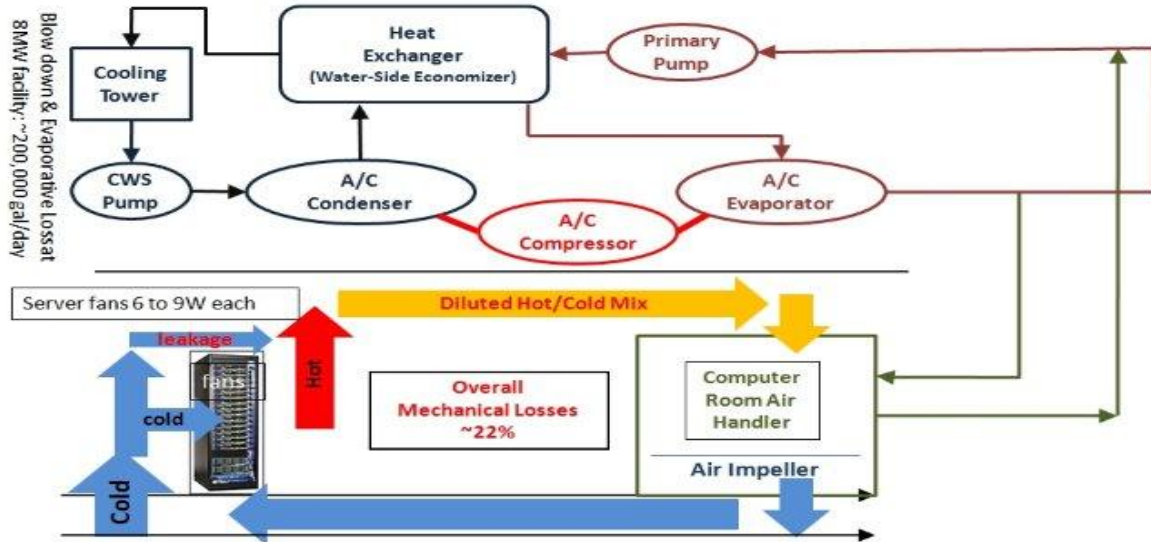 Blow down & Evaporative Lossat
8MW facility: ~200,000 gal/day
Cooling
Tower
Heat
Exchanger
(Water-Side Economizer)
Primary
Pump
CWS
Pump
A/C
Condenser
A/C
Compressor
A/C
Evaporator
Server fans 6 to 9W each
Diluted Hot/Cold Mix
leakage
Hot
fans
cold
Cold
Overall
Mechanical Losses
~22%
Computer
Room Air
Handler
Air Impeller